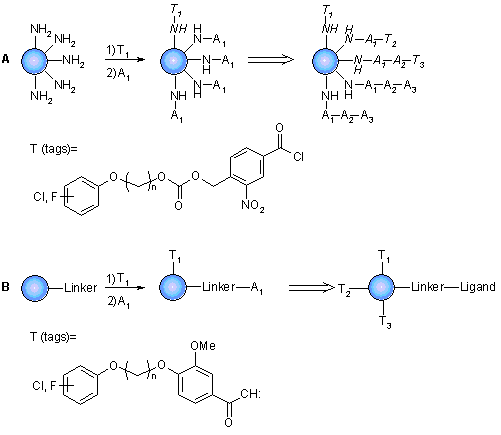 T1
NH2 NH NH
NH2 NH2 N–A1 N–A1–T2
H H
A 1) T1 N–A1 N–A1–A2–T3
H H
NH2 2) A1 N–A1 N–A1–A2–A3
H H
NH2 NH2 NH NH
A1 A1–A2–A3
T1
T (tags)=
O
Cl
Cl, F O n O O O NO2
T1 T1
B Linker 1) T1 Linker–A1 T2 Linker–Ligand
2) A1
T3
T (tags)=
OMe
Cl, F O n O CH:
O